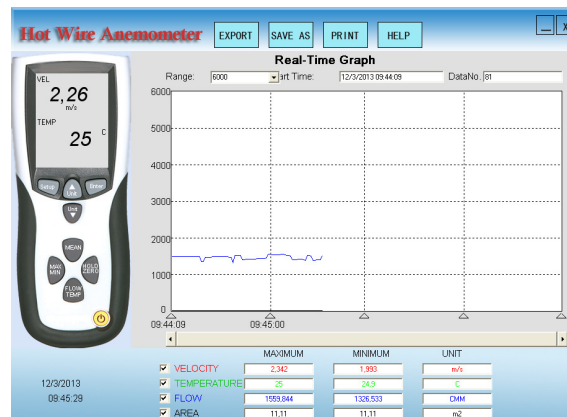 Hot Wire Anemometer EXPORT SAVE AS PRINT HELP
Real-Time Graph
Range: 6000 art Time: 12/3/2013 09:44:09 DataNo. 81
VEL
2,26
m/s
TEMP
25 C
Setup Unit Enter
Unit
MEAN
MAX MIN HOLD ZERO
FLOW TEMP
6000
5000
4000
3000
2000
1000
0
09:44:09 09:45:00
MAXIMUM MINIMUM UNIT
VELOCITY 2,342 1,993 m/s
TEMPERATURE 25 24,9 C
FLOW 1559,844 1326,533 CMM
AREA 11,11 11,11 m2
12/3/2013
09:45:29